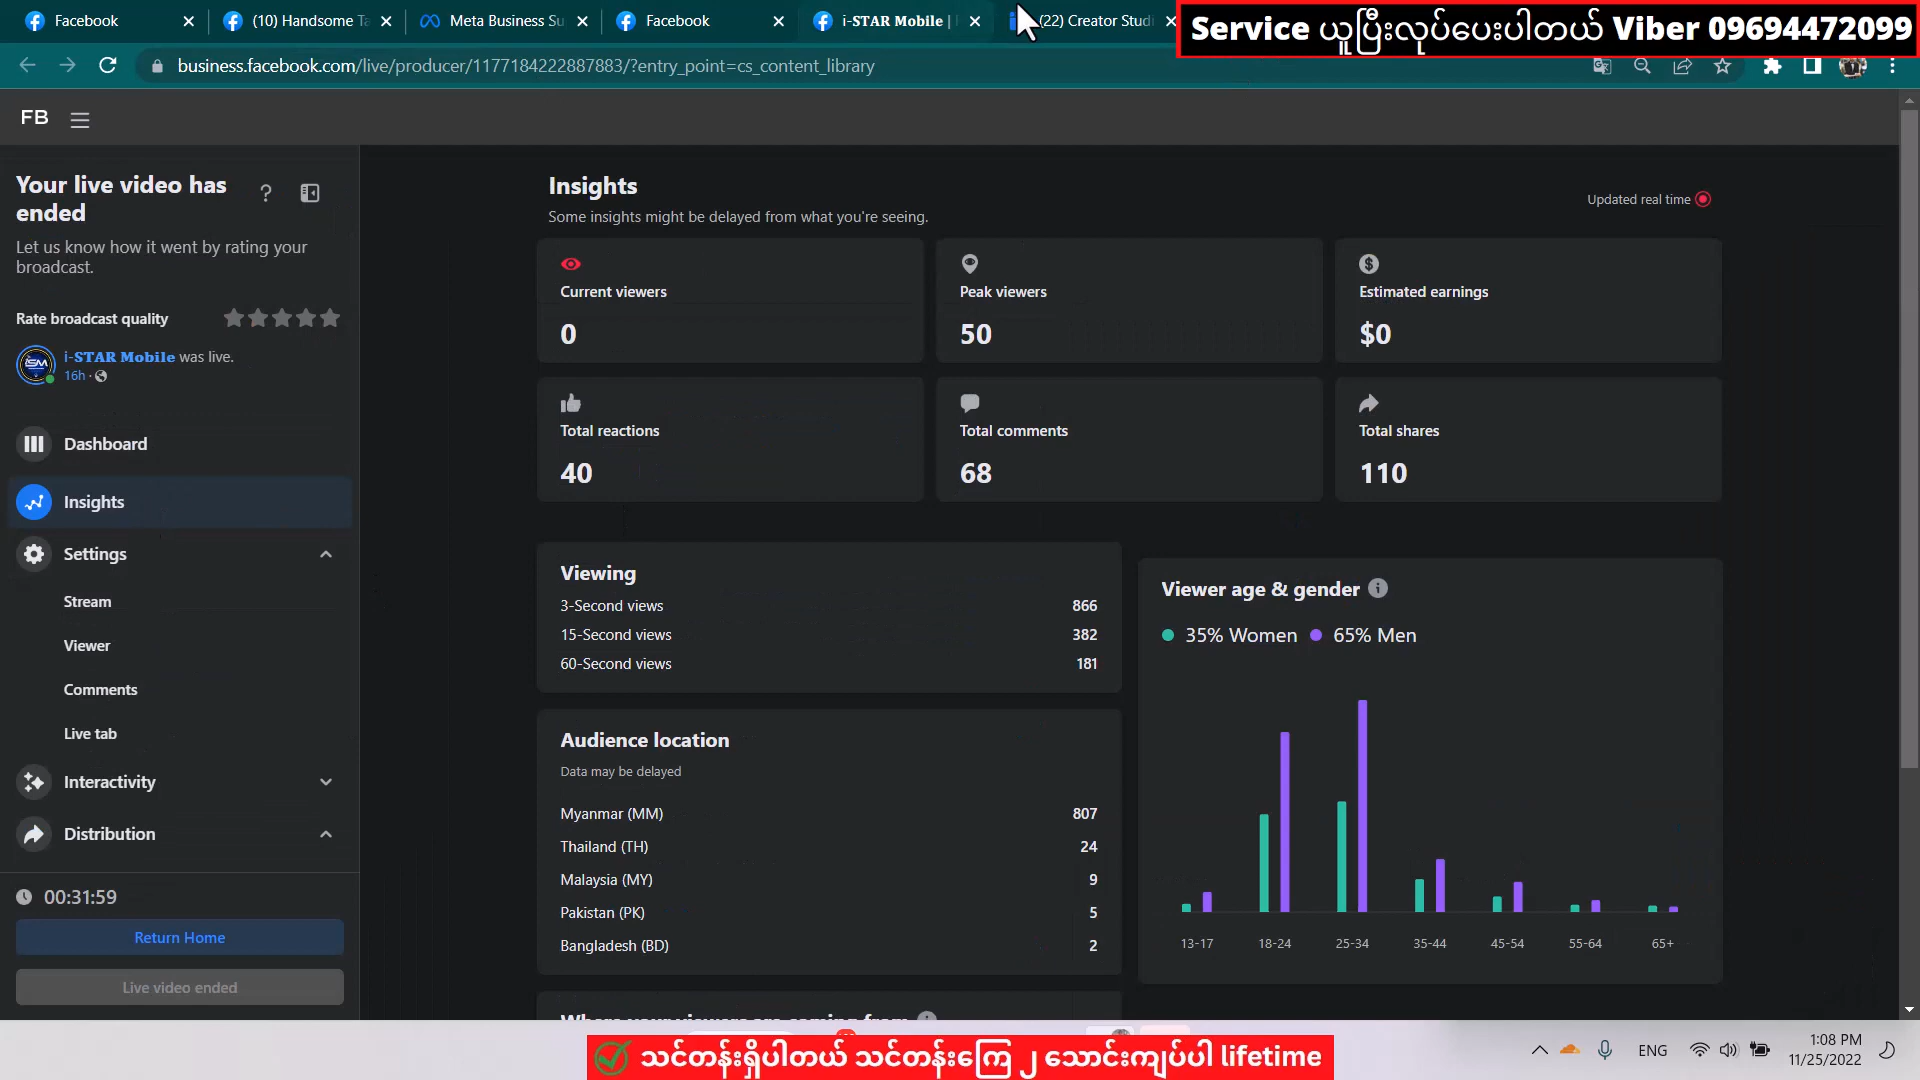 Facebook
(10) Handsome Ta
Meta Business Su
Facebook
i-STAR Mobile |
(22) Creator Studi
Service ယူပြီးလုပ်ပေးပါတယ် Viber 09694472099
business.facebook.com/live/producer/1177184222887883/?entry_point=cs_content_library
FB
Your live video has
ended
Let us know how it went by rating your
broadcast.
Rate broadcast quality
i-STAR Mobile was live.
16h
Dashboard
Insights
Settings
Stream
Viewer
Comments
Live tab
Interactivity
Distribution
00:31:59
Return Home
Live video ended
Insights
Some insights might be delayed from what you're seeing.
Updated real time
Current viewers
0
Peak viewers
50
Estimated earnings
$0
Total reactions
40
Total comments
68
Total shares
110
Viewing
3-Second views 866
15-Second views 382
60-Second views 181
Audience location
Data may be delayed
Myanmar (MM) 807
Thailand (TH) 24
Malaysia (MY) 9
Pakistan (PK) 5
Bangladesh (BD) 2
Viewer age & gender
35% Women 65% Men
13-17 18-24 25-34 35-44 45-54 55-64 65+
Where your viewers are coming from
သင်တန်းရှိပါတယ် သင်တန်းကြေ ၂ သောင်းကျပ်ပါ lifetime
ENG
1:08 PM
11/25/2022